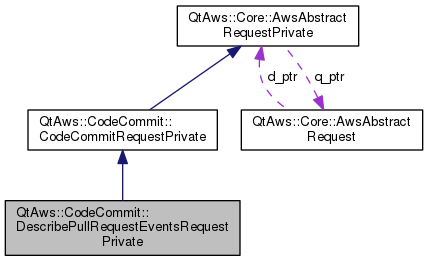 QtAws::Core::AwsAbstract
RequestPrivate
d_ptr
q_ptr
QtAws::CodeCommit::
CodeCommitRequestPrivate
QtAws::Core::AwsAbstract
Request
QtAws::CodeCommit::
DescribePullRequestEventsRequest
Private